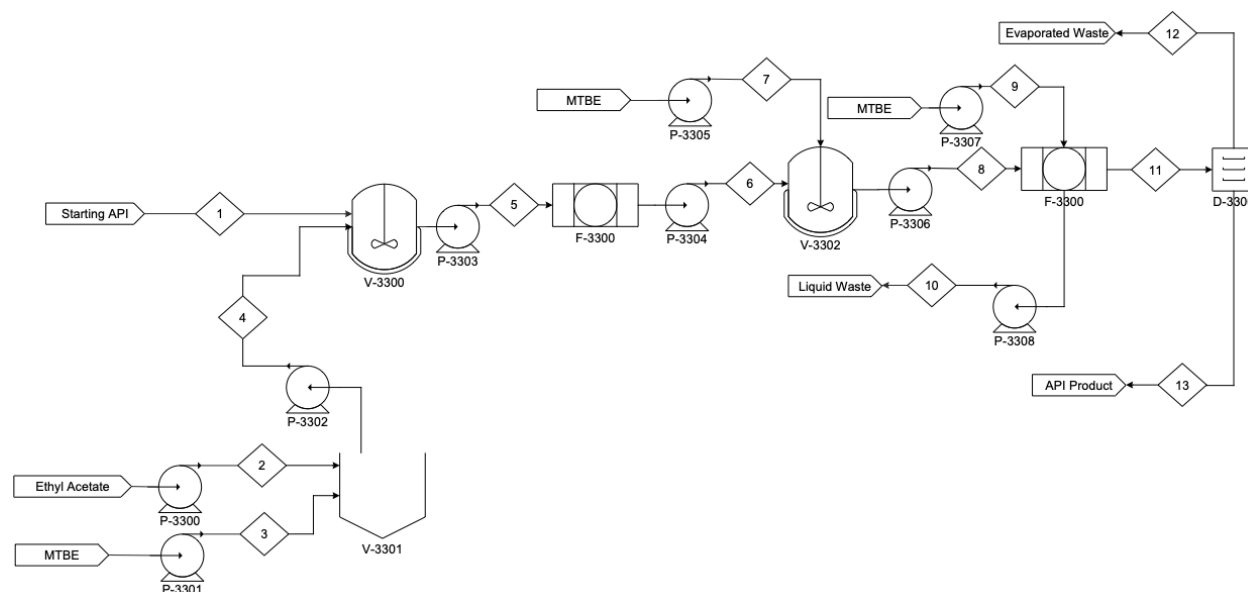 Evaporated Waste
12
7
9
MTBE
MTBE
P-3305
P-3307
6
8
11
Starting API
1
5
F-3300
D-330
P-3303
F-3300
P-3304
V-3302
P-3306
V-3300
Liquid Waste
10
4
P-3308
API Product
13
P-3302
2
Ethyl Acetate
P-3300
3
MTBE
V-3301
P-3301